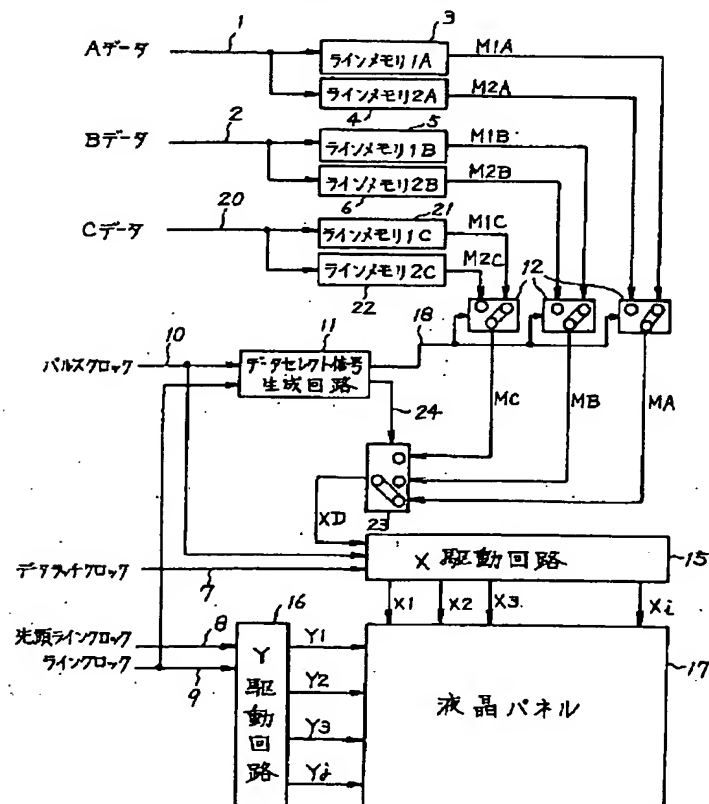 1
3
Aデータ
ラインメモリ1A
M1A
ラインメモリ2A
M2A
4
5
2
Bデータ
ラインメモリ1B
M1B
ラインメモリ2B
M2B
6
20
21
Cデータ
ラインメモリ1C
M1C
M2C
ラインメモリ2C
22
12
10
11
18
パルスクロック
データセレクト信号
生成回路
24
MC
MB
MA
XD
23
X駆動回路
15
データラッチクロック
7
X1
X2
X3
Xi
先頭ラインクロック
8
16
17
ラインクロック
9
Y駆動回路
Y1
Y2
Y3
Yj
液晶パネル